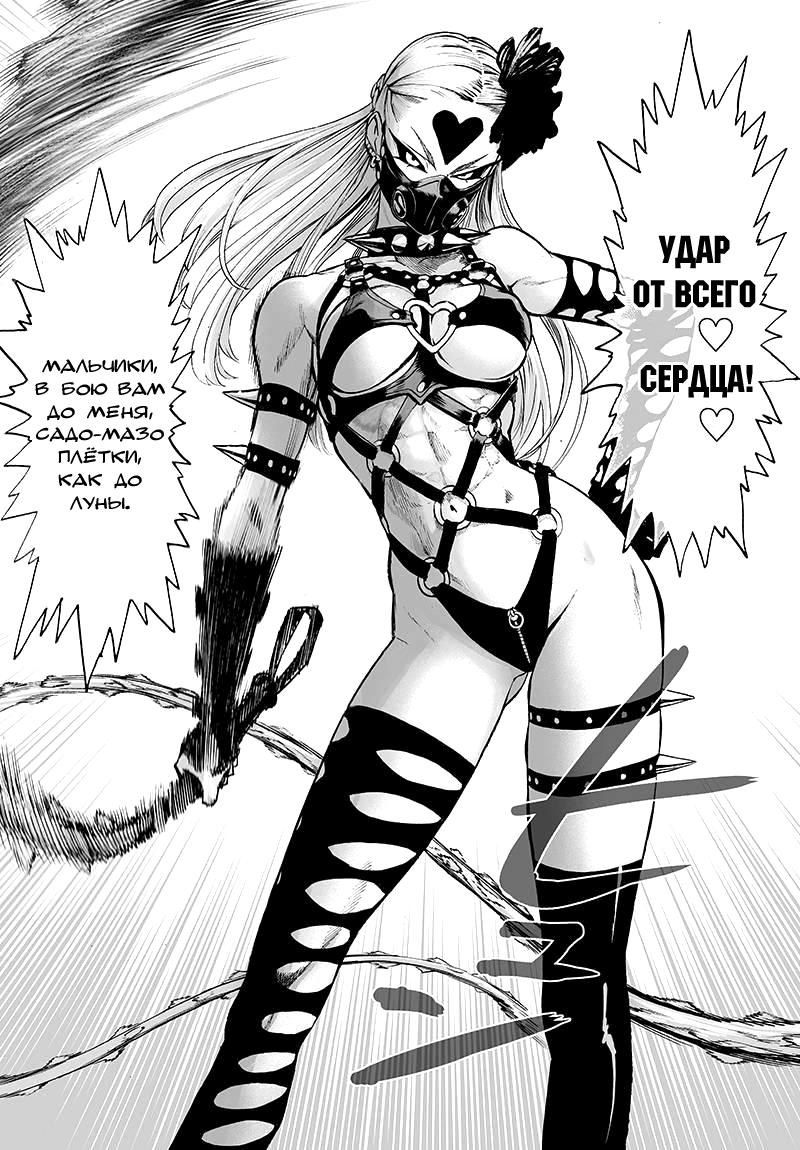 УДАР
ОТ ВСЕГО
♡
СЕРДЦА!
♡
МАЛЬЧИКИ,
В БОЮ ВАМ
ДО МЕНЯ,
САДО-МАЗО
ПЛЁТКИ,
КАК ДО
ЛУНЫ.